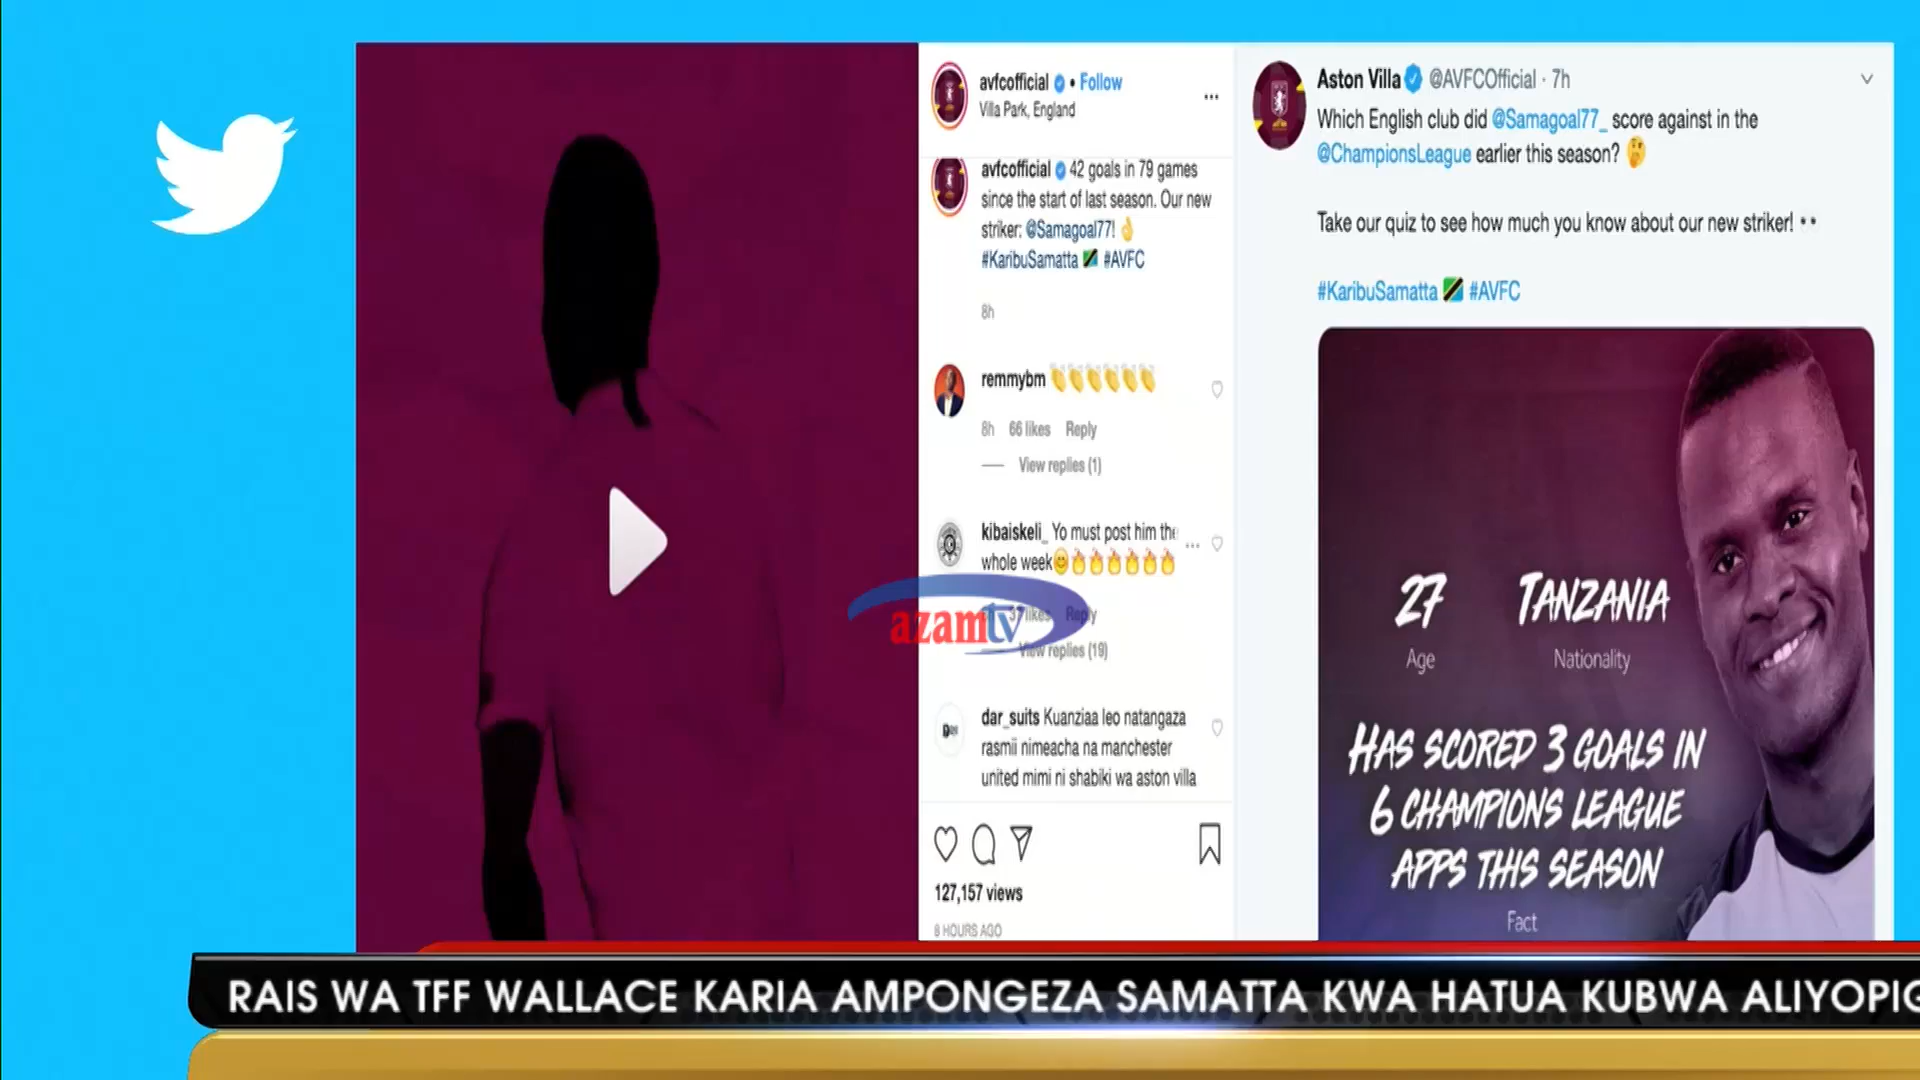 avfcofficial • Follow
Villa Park, England
avfcofficial 42 goals in 79 games
since the start of last season. Our new
striker: @Samagoal77! 👌
#KaribuSamatta 🇹🇿 #AVFC
8h
remmybm 👏👏👏👏👏👏
8h 66 likes Reply
View replies (1)
kibaiskeli_ Yo must post him the
whole week
37 likes Reply
View replies (19)
dar_suits Kuanziaa leo natangaza
rasmii nimeacha na manchester
united mimi ni shabiki wa aston villa
127,157 views
8 HOURS AGO
Aston Villa @AVFCOfficial · 7h
Which English club did @Samagoal77_ score against in the
@ChampionsLeague earlier this season? 🤔
Take our quiz to see how much you know about our new striker! 👀
#KaribuSamatta 🇹🇿 #AVFC
27 TANZANIA
Age Nationality
HAS SCORED 3 GOALS IN
6 CHAMPIONS LEAGUE
APPS THIS SEASON
Fact
azamtv
RAIS WA TFF WALLACE KARIA AMPONGEZA SAMATTA KWA HATUA KUBWA ALIYOPIG